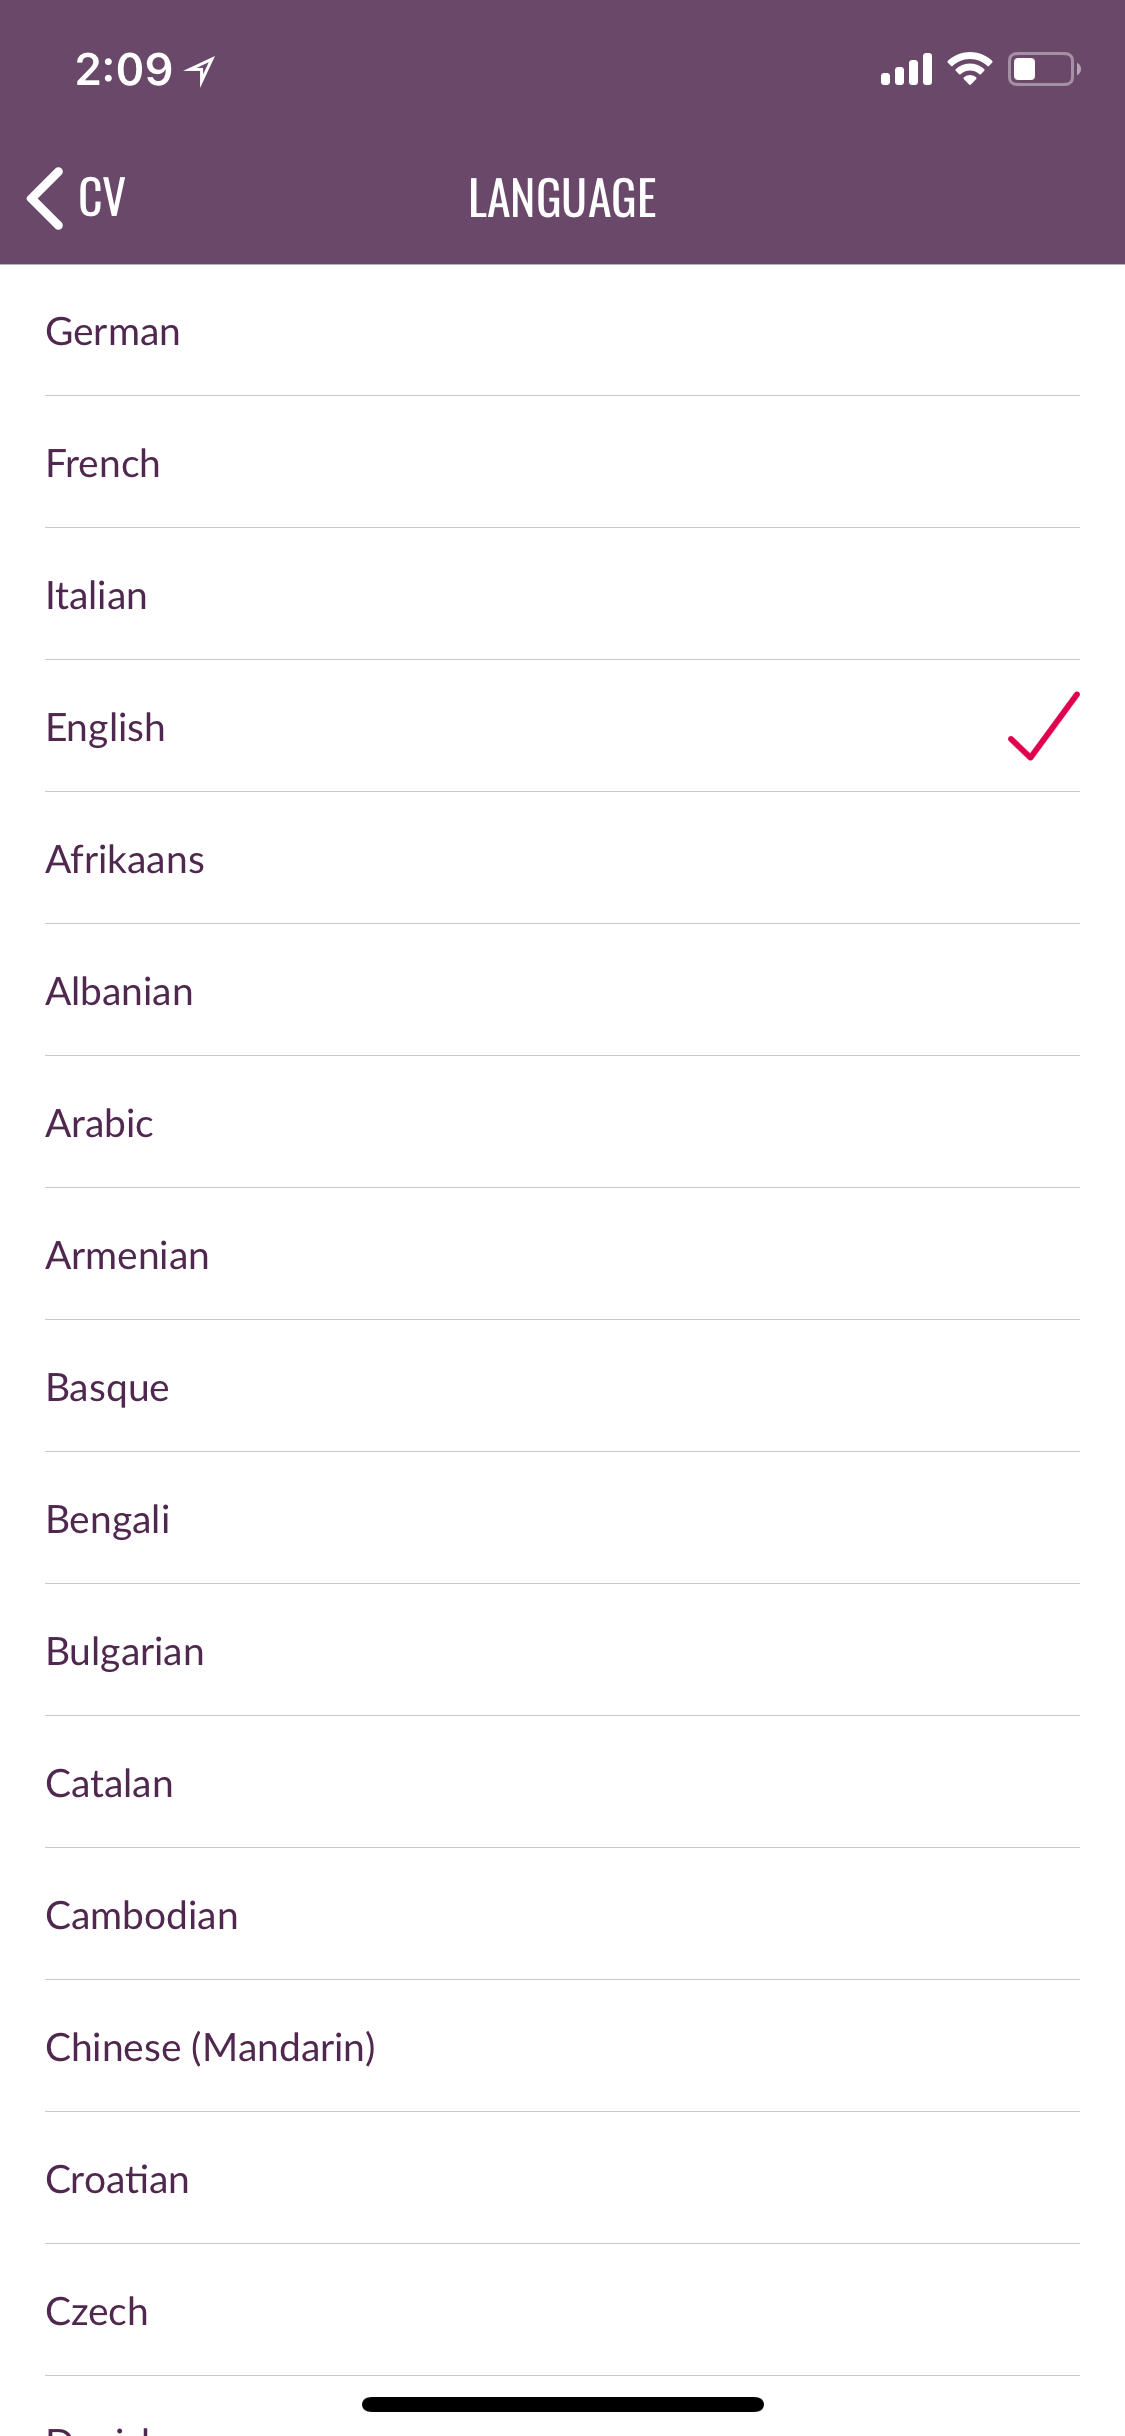 2:09
CV
LANGUAGE
German
French
Italian
English
Afrikaans
Albanian
Arabic
Armenian
Basque
Bengali
Bulgarian
Catalan
Cambodian
Chinese (Mandarin)
Croatian
Czech